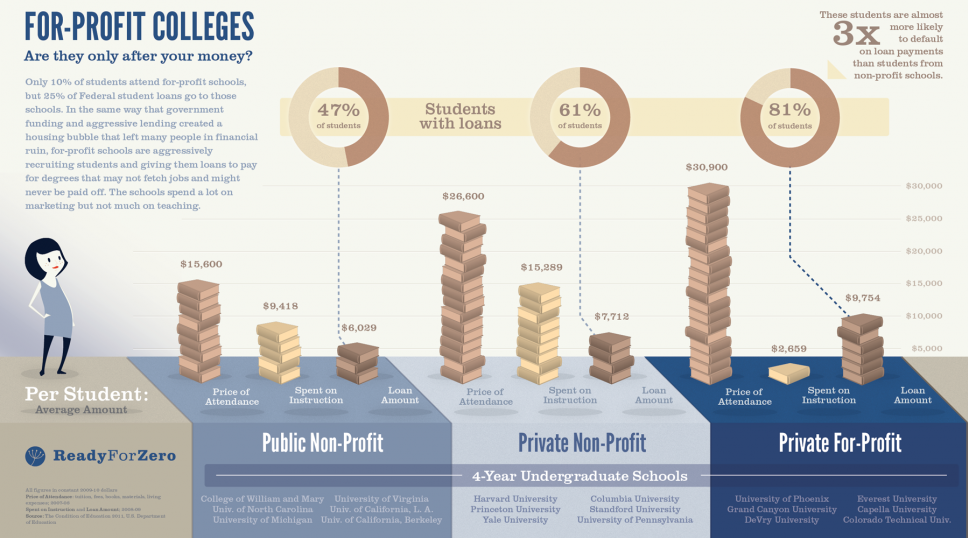 FOR-PROFIT COLLEGES
Are they only after your money?
Only 10% of students attend for-profit schools,
but 25% of Federal student loans go to those
schools. In the same way that government
funding and aggressive lending created a
housing bubble that left many people in financial
ruin, for-profit schools are aggressively
recruiting students and giving them loans to pay
for degrees that may not fetch jobs and might
never be paid off. The schools spend a lot on
marketing but not much on teaching.
These students are almost
3x more likely
to default
on loan payments
than students from
non-profit schools.
47%
of students
Students
with loans
61%
of students
81%
of students
$30,000
$25,000
$20,000
$15,000
$10,000
$5,000
$15,600
$9,418
$6,029
$26,600
$15,289
$7,712
$30,900
$2,659
$9,754
Per Student:
Average Amount
Price of
Attendance
Spent on
Instruction
Loan
Amount
Price of
Attendance
Spent on
Instruction
Loan
Amount
Price of
Attendance
Spent on
Instruction
Loan
Amount
Public Non-Profit
Private Non-Profit
Private For-Profit
4-Year Undergraduate Schools
College of William and Mary
Univ. of North Carolina
University of Michigan
University of Virginia
Univ. of California, L. A.
Univ. of California, Berkeley
Harvard University
Princeton University
Yale University
Columbia University
Standford University
University of Pennsylvania
University of Phoenix
Grand Canyon University
DeVry University
Everest University
Capella University
Colorado Technical Univ.
ReadyForZero
All figures in constant dollars
Price of Attendance: tuition, fees, books, materials, living
expenses;
Spent on Instruction and Loan Amount:
Source: The Condition of Education 2011, U.S. Department
of Education